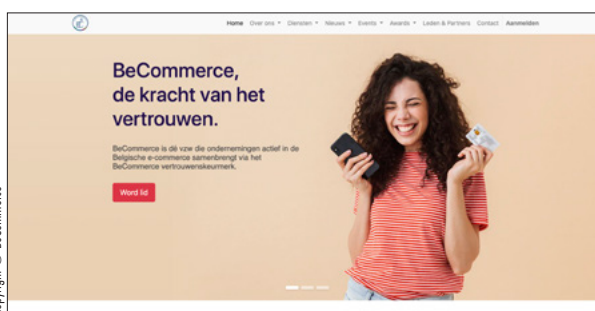 Home Over ons Diensten Nieuws Events Awards Leden & Partners Contact Aanmelden
BeCommerce,
de kracht van het
vertrouwen.
BeCommerce is dé vzw die ondernemingen actief in de
Belgische e-commerce samenbrengt via het
BeCommerce vertrouwenskeurmerk.
Word lid